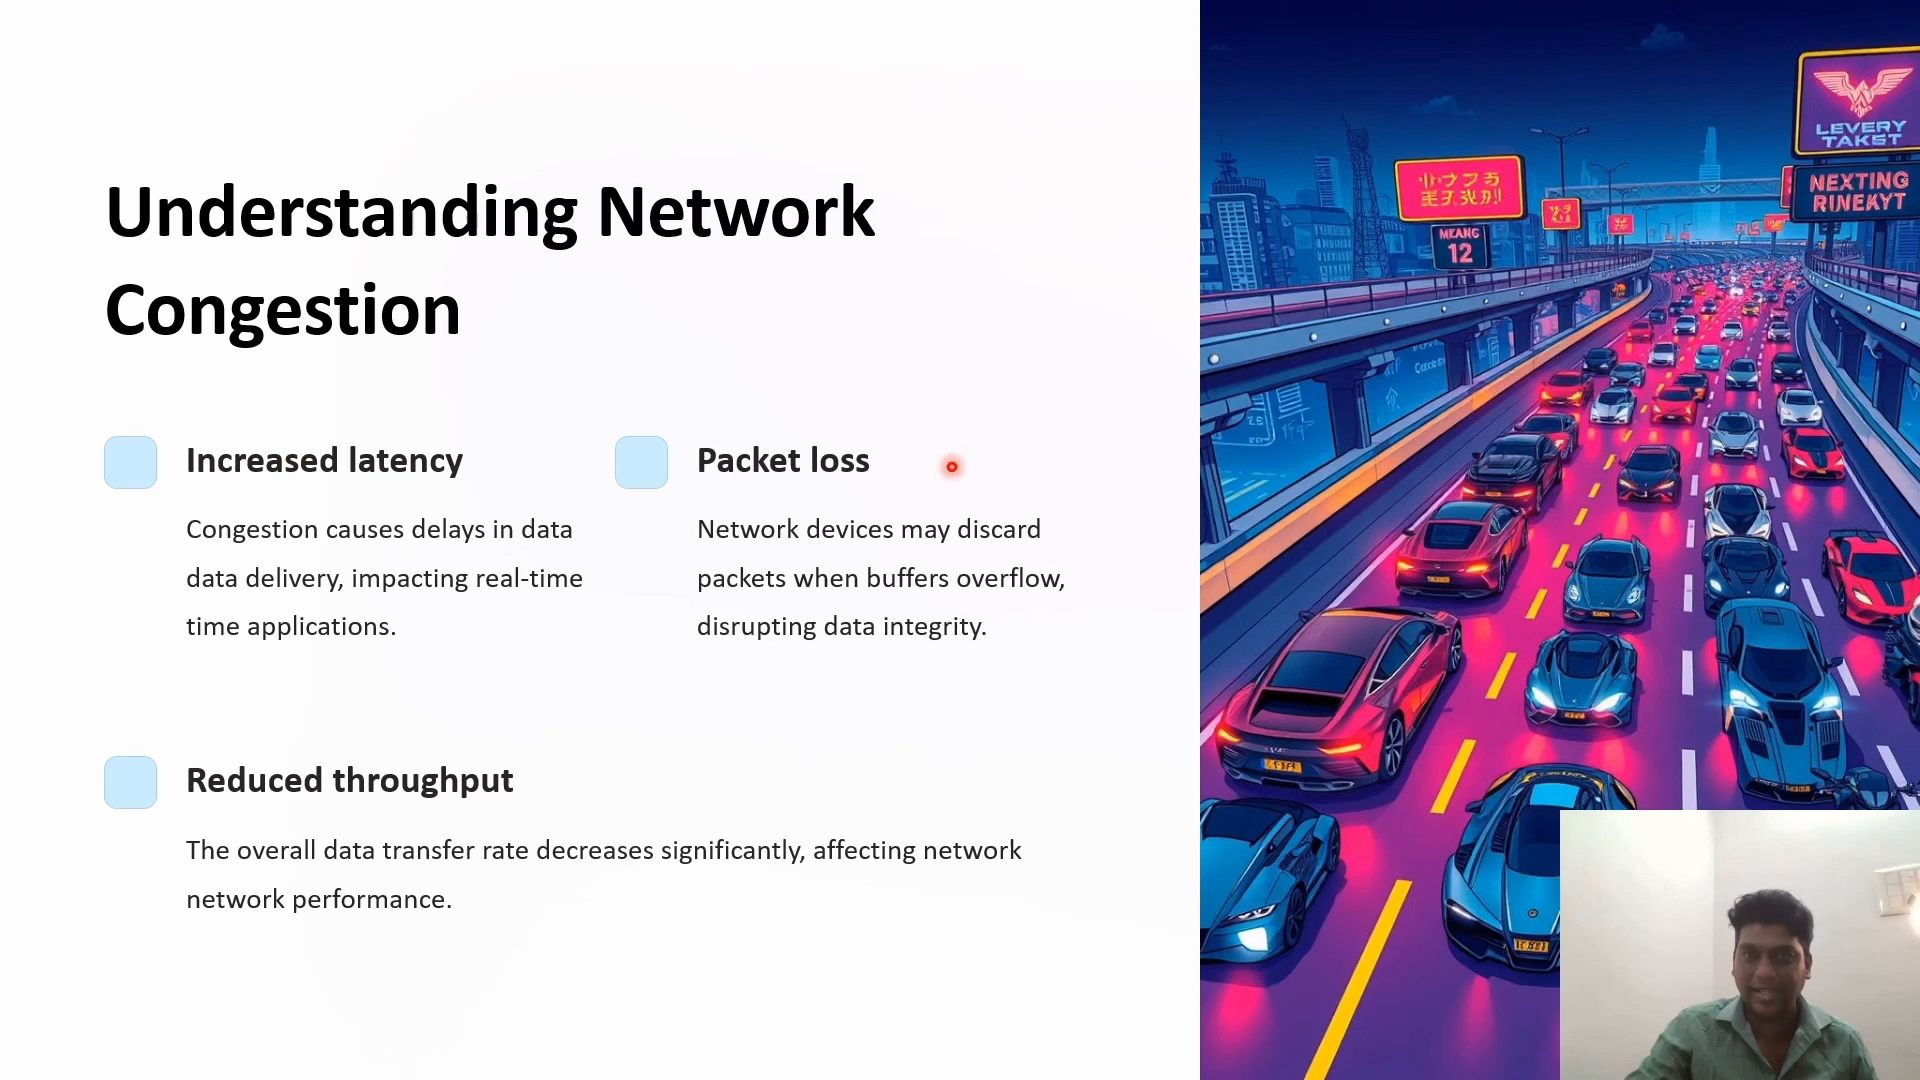 Understanding Network
Congestion
Increased latency
Congestion causes delays in data
data delivery, impacting real-time
time applications.
Packet loss
Network devices may discard
packets when buffers overflow,
disrupting data integrity.
Reduced throughput
The overall data transfer rate decreases significantly, affecting network
network performance.
LEVERY
TAKET
NEXTING
RINEKYT
MEANG
12